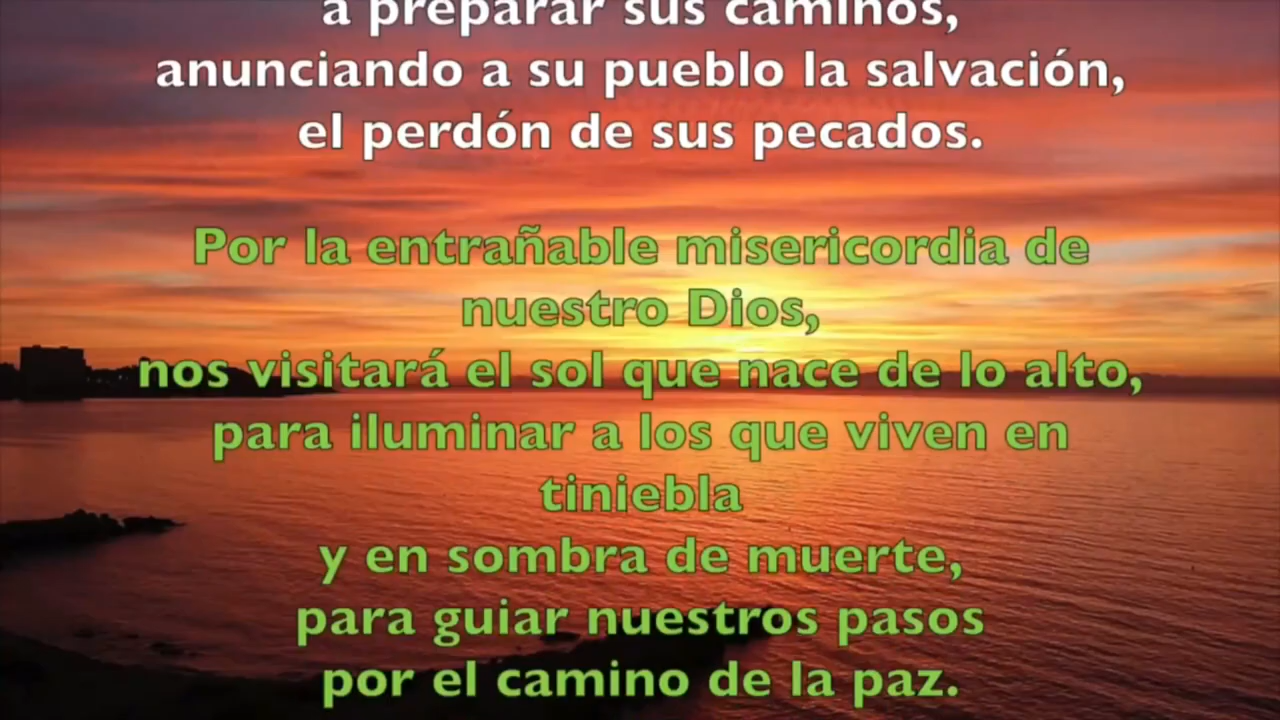 a preparar sus caminos,
anunciando a su pueblo la salvación,
el perdón de sus pecados.
Por la entrañable misericordia de
nuestro Dios,
nos visitará el sol que nace de lo alto,
para iluminar a los que viven en
tiniebla
y en sombra de muerte,
para guiar nuestros pasos
por el camino de la paz.